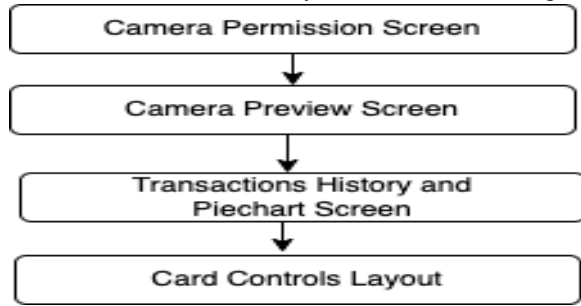 Camera Permission Screen
Camera Preview Screen
Transactions History and
Piechart Screen
Card Controls Layout